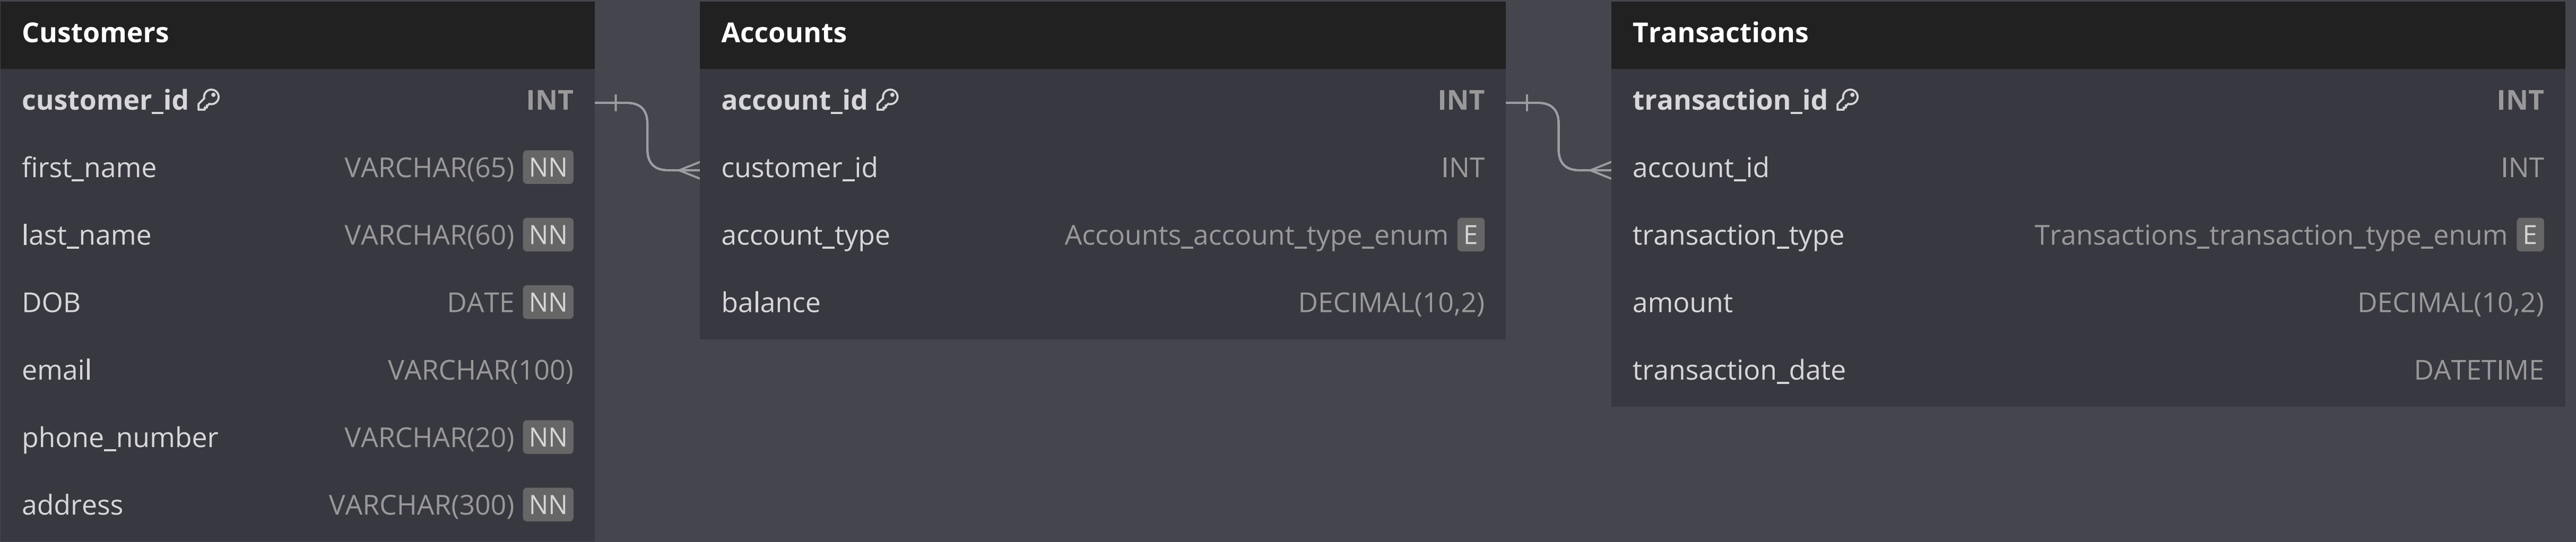 Customers
customer_id INT
first_name VARCHAR(65) NN
last_name VARCHAR(60) NN
DOB DATE NN
email VARCHAR(100)
phone_number VARCHAR(20) NN
address VARCHAR(300) NN
Accounts
account_id INT
customer_id INT
account_type Accounts_account_type_enum E
balance DECIMAL(10,2)
Transactions
transaction_id INT
account_id INT
transaction_type Transactions_transaction_type_enum E
amount DECIMAL(10,2)
transaction_date DATETIME